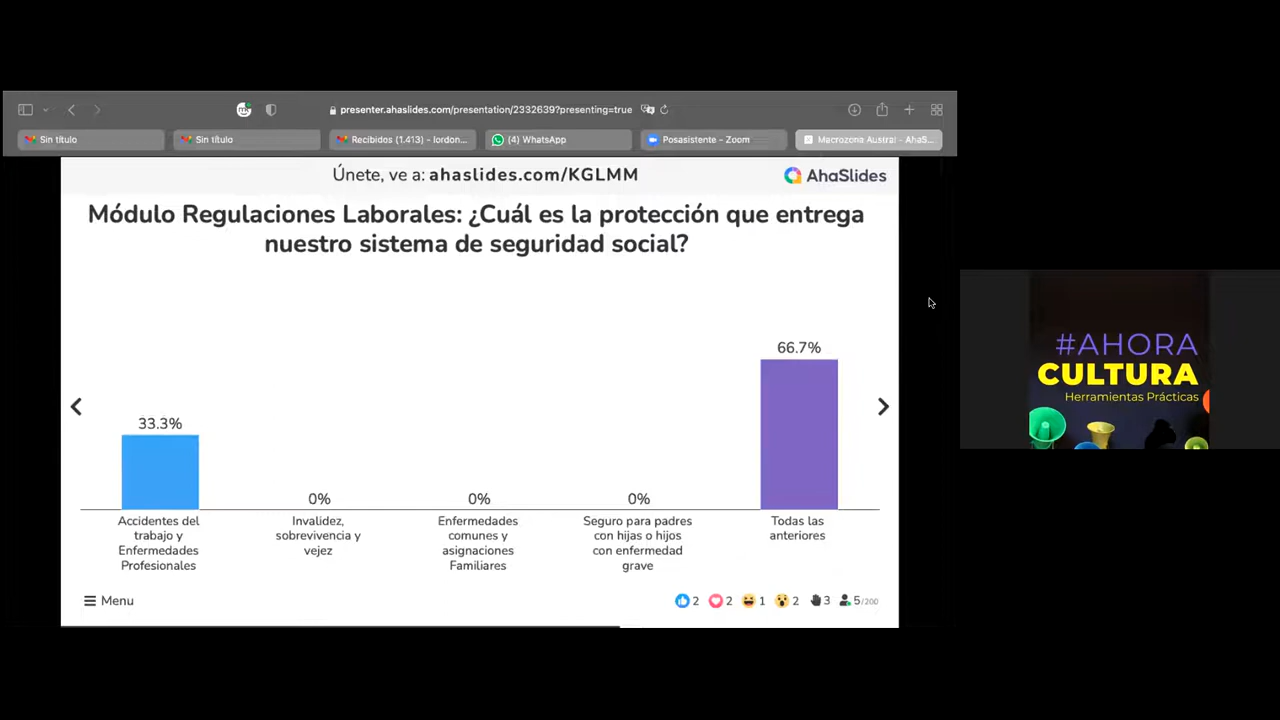 presenter.ahaslides.com/presentation/2332639?presenting=true
Sin título
Sin título
Recibidos (1.413) - lordon...
(4) WhatsApp
Posasistente - Zoom
Macrozona Austral - AhaS...
Únete, ve a: ahaslides.com/KGLMM
AhaSlides
Módulo Regulaciones Laborales: ¿Cuál es la protección que entrega
nuestro sistema de seguridad social?
66.7%
33.3%
0%
0%
0%
Accidentes del
trabajo y
Enfermedades
Profesionales
Invalidez,
sobrevivencia y
vejez
Enfermedades
comunes y
asignaciones
Familiares
Seguro para padres
con hijas o hijos
con enfermedad
grave
Todas las
anteriores
Menu
2
2
1
2
3
5/200
#AHORA
CULTURA
Herramientas Prácticas